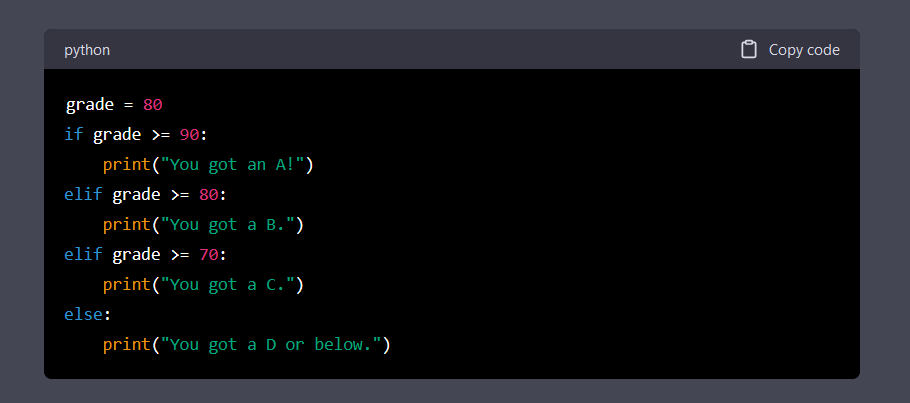 python
Copy code
grade = 80
if grade >= 90:
    print("You got an A!")
elif grade >= 80:
    print("You got a B.")
elif grade >= 70:
    print("You got a C.")
else:
    print("You got a D or below.")